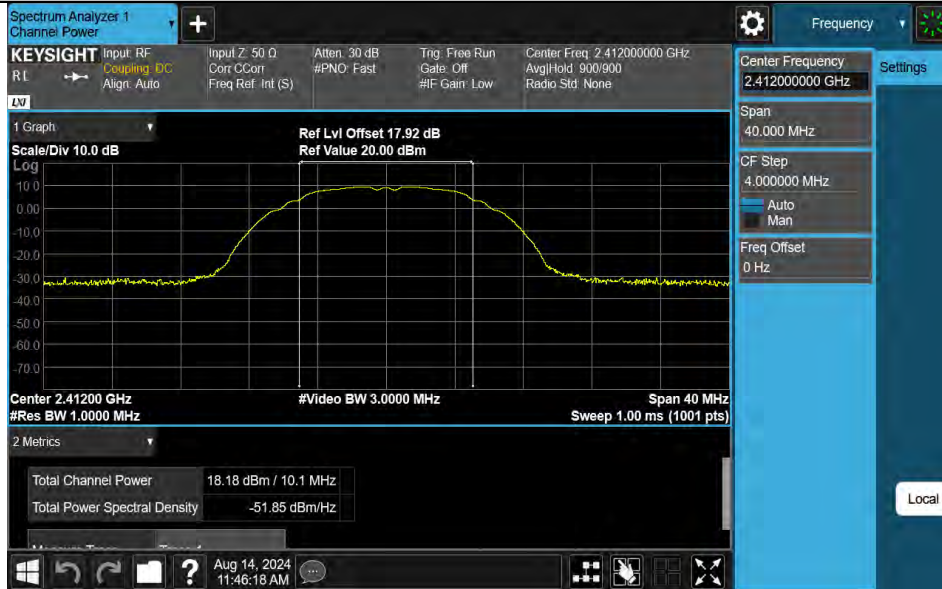 Spectrum Analyzer 1
Channel Power
+
Frequency
KEYSIGHT
Input: RF
Coupling: DC
Align: Auto
Input Z: 50 Ω
Corr CCorr
Freq Ref: Int (S)
Atten: 30 dB
#PNO: Fast
Trig: Free Run
Gate: Off
#IF Gain: Low
Center Freq: 2.412000000 GHz
Avg|Hold: 900/900
Radio Std: None
LXI
Center Frequency
2.412000000 GHz
Settings
Span
40.000 MHz
CF Step
4.000000 MHz
Auto
Man
Freq Offset
0 Hz
1 Graph
Scale/Div 10.0 dB
Ref Lvl Offset 17.92 dB
Ref Value 20.00 dBm
Log
10.0
0.00
-10.0
-20.0
-30.0
-40.0
-50.0
-60.0
-70.0
Center 2.41200 GHz
#Video BW 3.0000 MHz
Span 40 MHz
#Res BW 1.0000 MHz
Sweep 1.00 ms (1001 pts)
2 Metrics
Total Channel Power
18.18 dBm / 10.1 MHz
Total Power Spectral Density
-51.85 dBm/Hz
Local
?
Aug 14, 2024
11:46:18 AM